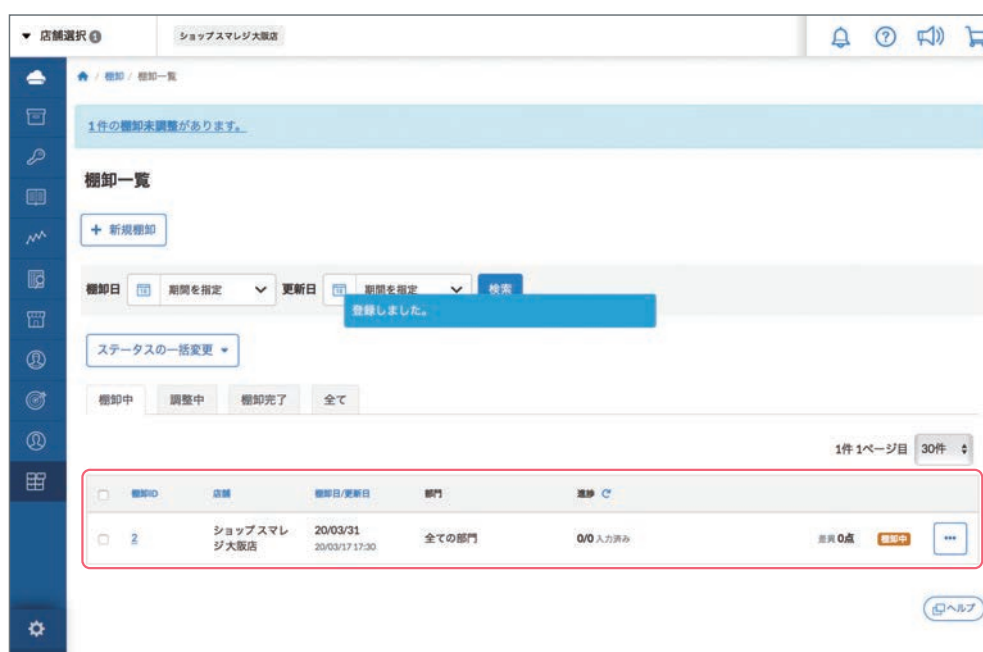 ▼ 店舗選択 1 ショップスマレジ大阪店
/ 棚卸 / 棚卸一覧
1件の棚卸未調整があります。
棚卸一覧
+ 新規棚卸
棚卸日 期間を指定 更新日 期間を指定 検索
登録しました。
ステータスの一括変更
棚卸中 調整中 棚卸完了 全て
1件 1ページ目 30件
棚卸ID 店舗 棚卸日/更新日 部門 進捗
2 ショップスマレジ大阪店 20/03/31 20/03/17 17:30 全ての部門 0/0 入力済み 差異 0点 棚卸中 ...
ヘルプ